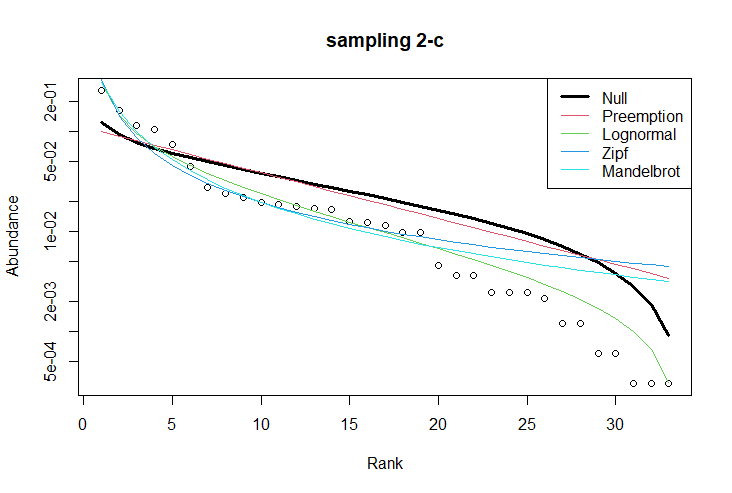 sampling 2-c
Null
Preemption
Lognormal
Zipf
Mandelbrot
Abundance
2e-01
5e-02
1e-02
2e-03
5e-04
0 5 10 15 20 25 30
Rank